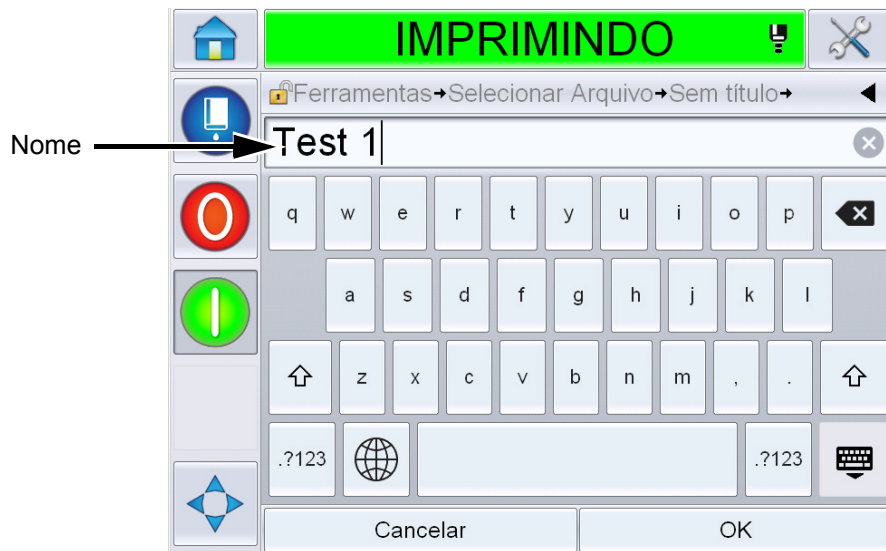 IMPRIMINDO
Ferramentas→Selecionar Arquivo→Sem título→
Nome
Test 1
q w e r t y u i o p
a s d f g h j k l
z x c v b n m , .
.?123 .?123
Cancelar OK